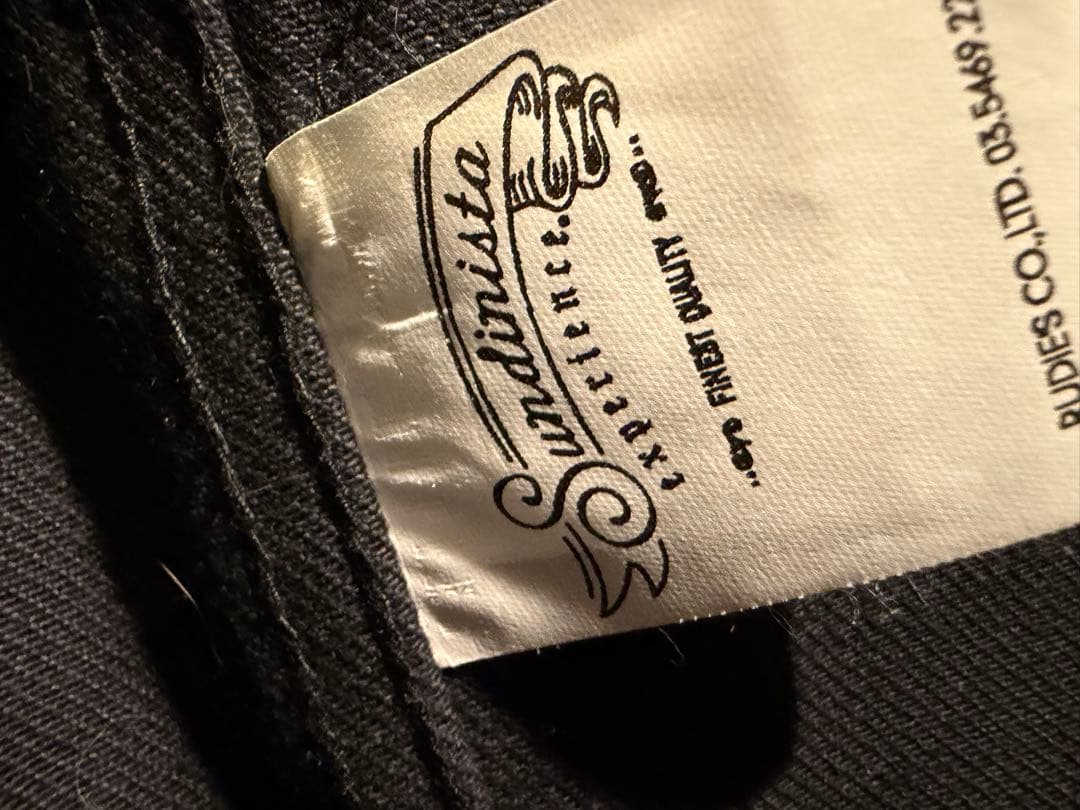 Sundinista
experience.
FINEST QUALITY
RUDIES CO.,LTD. 03.5469.22